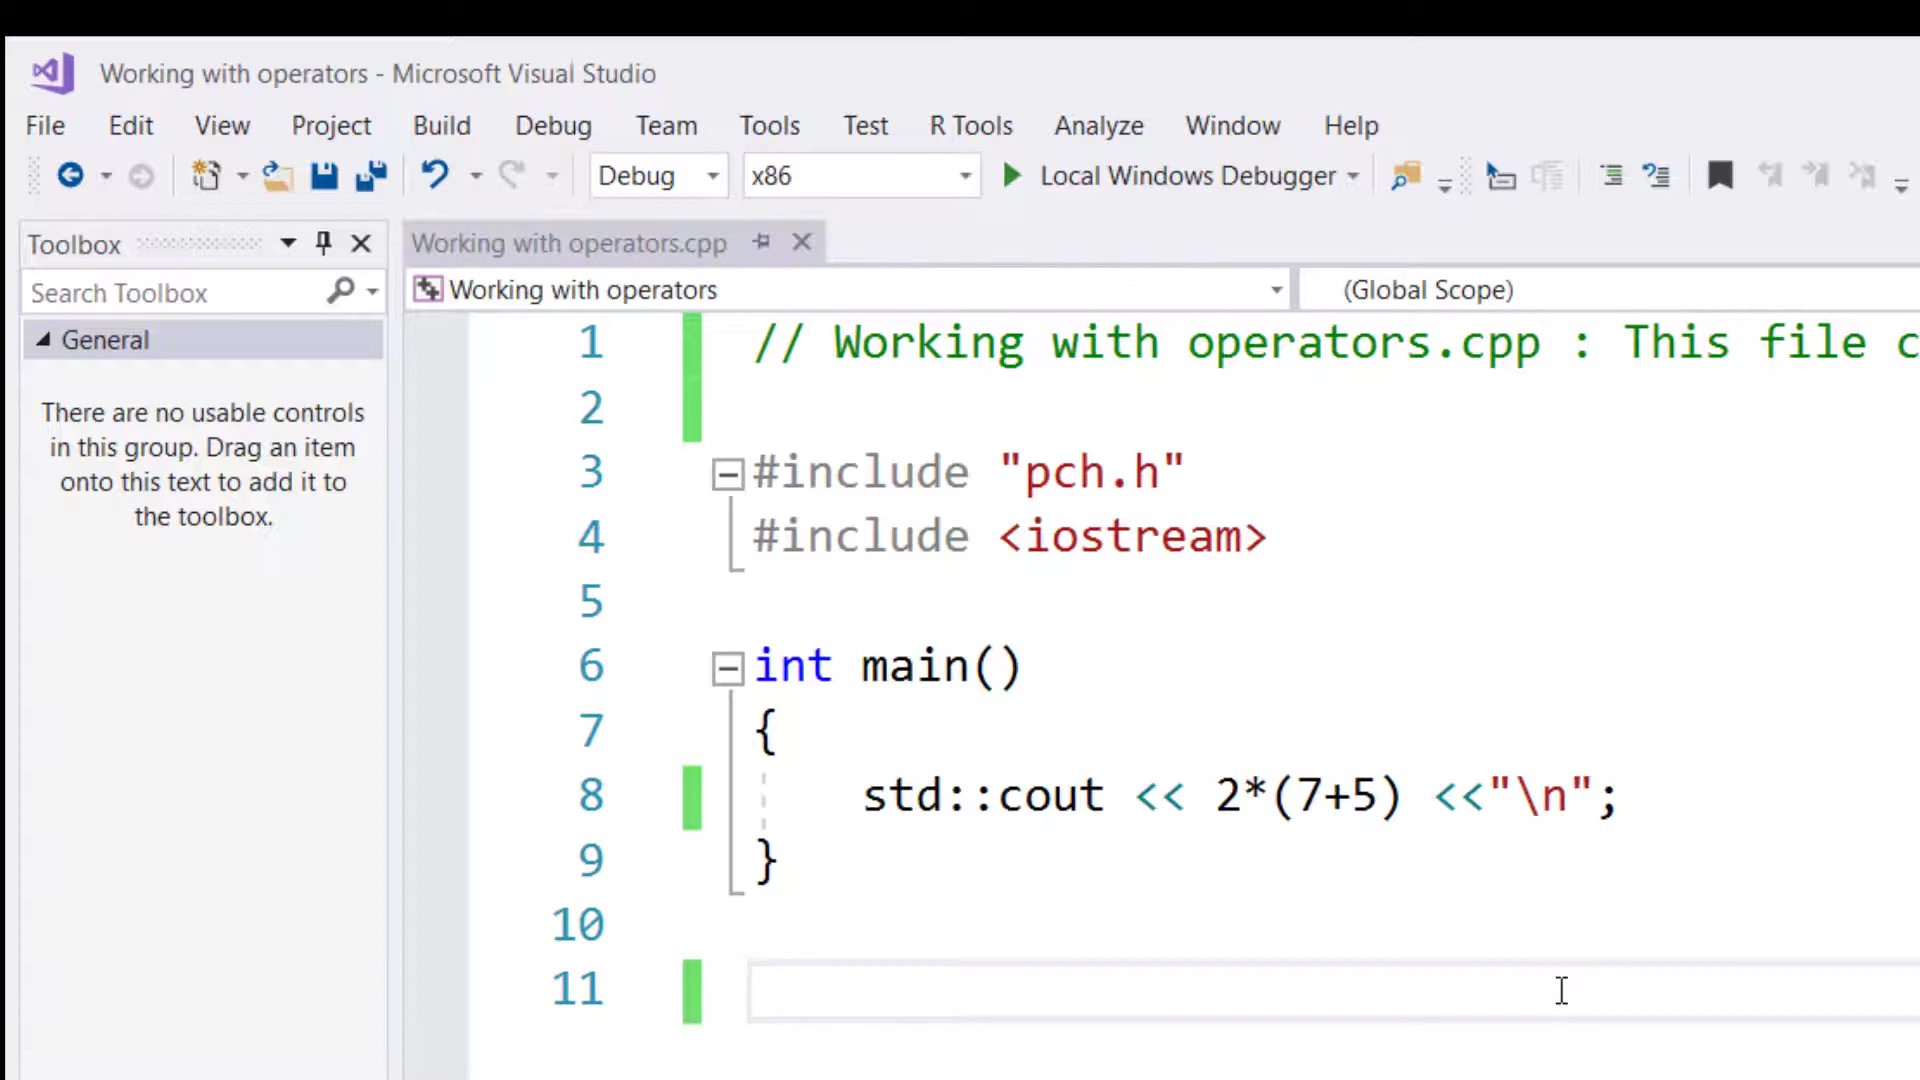 Working with operators - Microsoft Visual Studio
File Edit View Project Build Debug Team Tools Test R Tools Analyze Window Help
Debug x86 Local Windows Debugger
Toolbox
Search Toolbox
General
There are no usable controls
in this group. Drag an item
onto this text to add it to
the toolbox.
Working with operators.cpp
Working with operators (Global Scope)
1 // Working with operators.cpp : This file c
2
3 #include "pch.h"
4 #include <iostream>
5
6 int main()
7 {
8 std::cout << 2*(7+5) <<"\n";
9 }
10
11